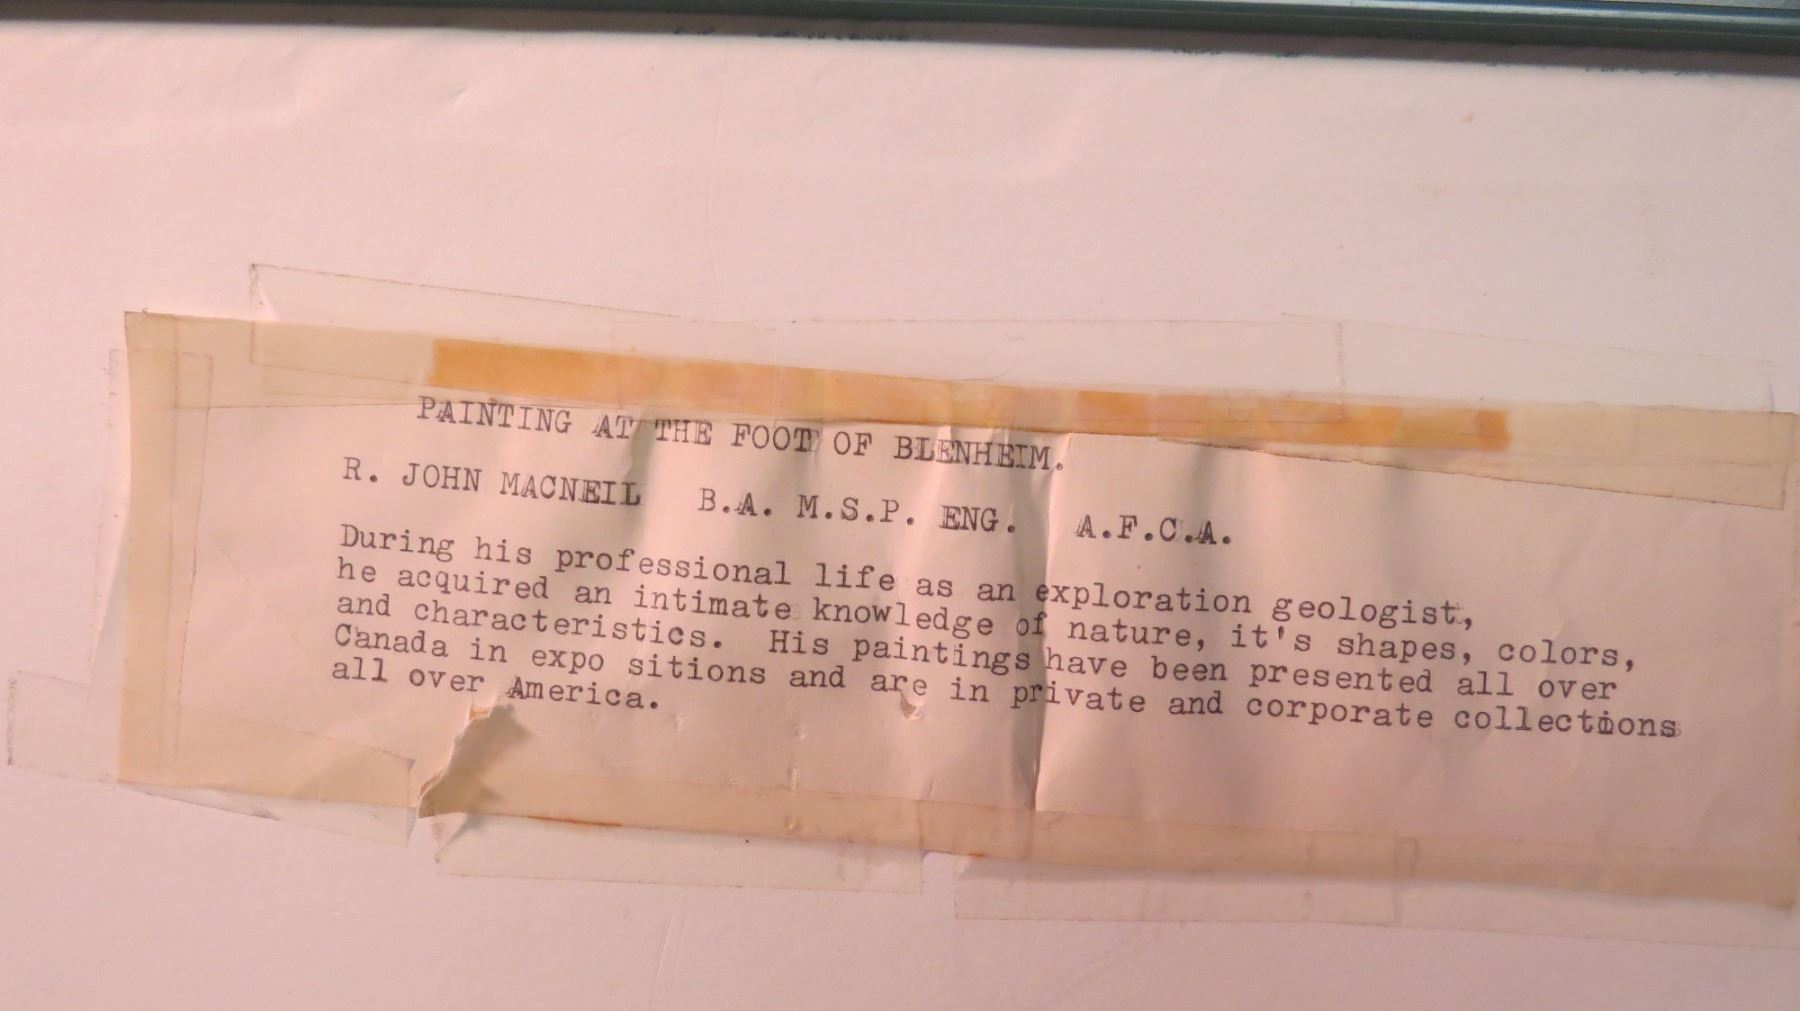 PAINTING AT THE FOOT OF BLENHEIM.
R. JOHN MACNEIL B.A. M.S.P. ENG. A.F.C.A.
During his professional life as an exploration geologist,
he acquired an intimate knowledge of nature, it's shapes, colors,
and characteristics. His paintings have been presented all over
Canada in expo sitions and are in private and corporate collections
all over America.